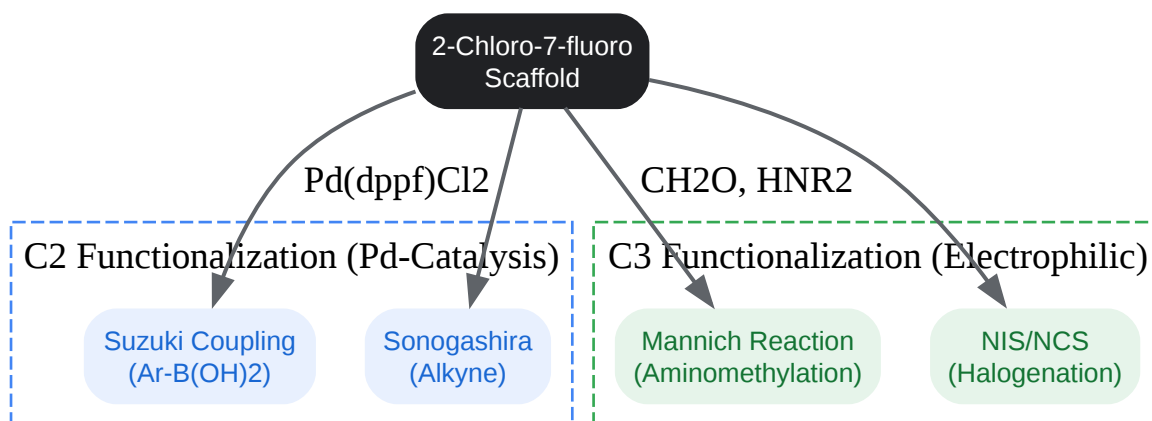 2-Chloro-7-fluoro
Scaffold
Pd(dppf)Cl2
CH2O, HNR2
C2 Functionalization (Pd-Catalysis)
C3 Functionalization (Electrophilic)
Suzuki Coupling
(Ar-B(OH)2)
Sonogashira
(Alkyne)
Mannich Reaction
(Aminomethylation)
NIS/NCS
(Halogenation)